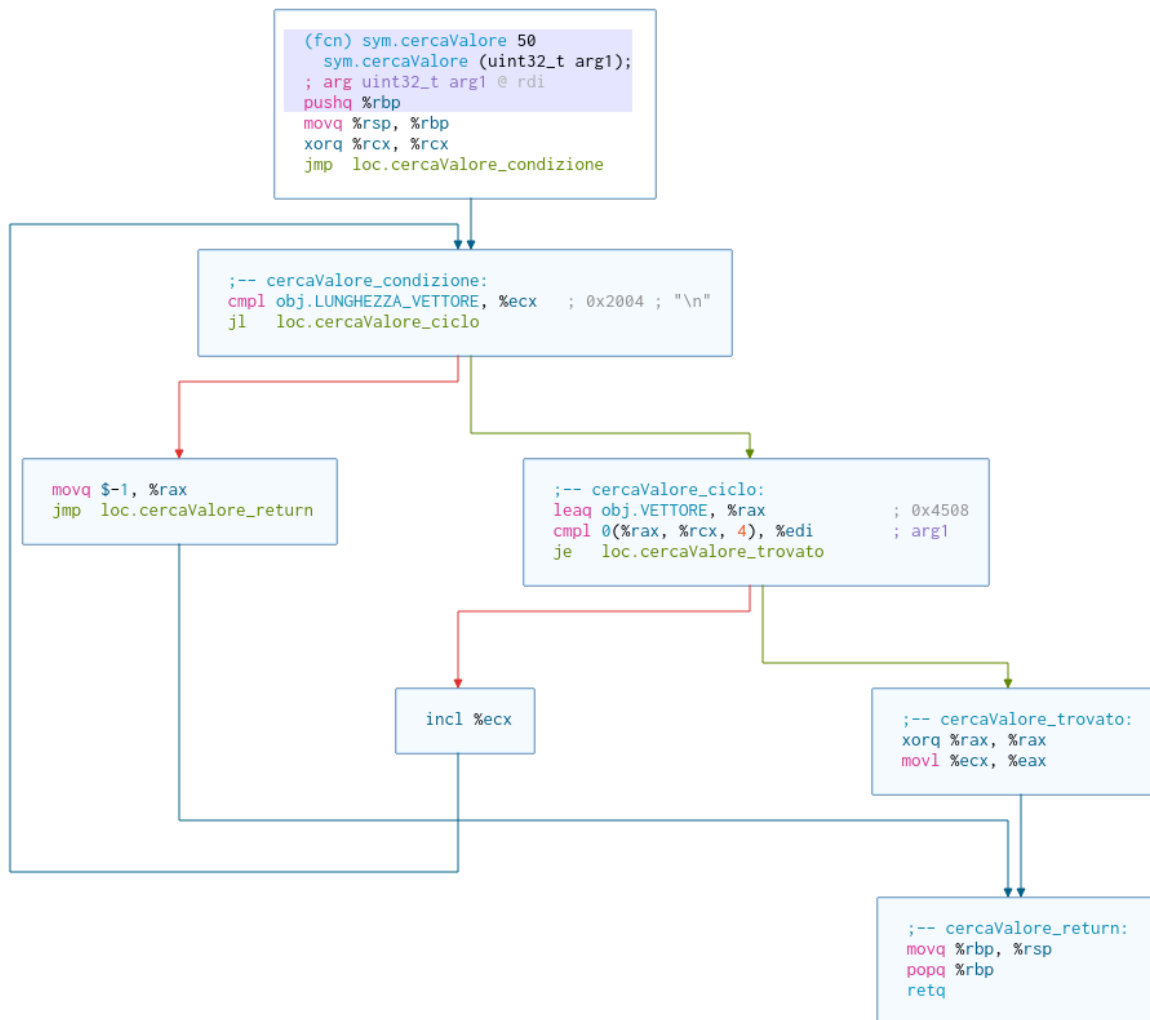 (fcn) sym.cercaValore 50
sym.cercaValore (uint32_t arg1);
; arg uint32_t arg1 @ rdi
pushq %rbp
movq %rsp, %rbp
xorq %rcx, %rcx
jmp loc.cercaValore_condizione
;-- cercaValore_condizione:
cmpl obj.LUNGHEZZA_VETTORE, %ecx ; 0x2004 ; "\n"
jl loc.cercaValore_ciclo
movq $-1, %rax
jmp loc.cercaValore_return
;-- cercaValore_ciclo:
leaq obj.VETTORE, %rax ; 0x4508
cmpl 0(%rax, %rcx, 4), %edi ; arg1
je loc.cercaValore_trovato
incl %ecx
;-- cercaValore_trovato:
xorq %rax, %rax
movl %ecx, %eax
;-- cercaValore_return:
movq %rbp, %rsp
popq %rbp
retq